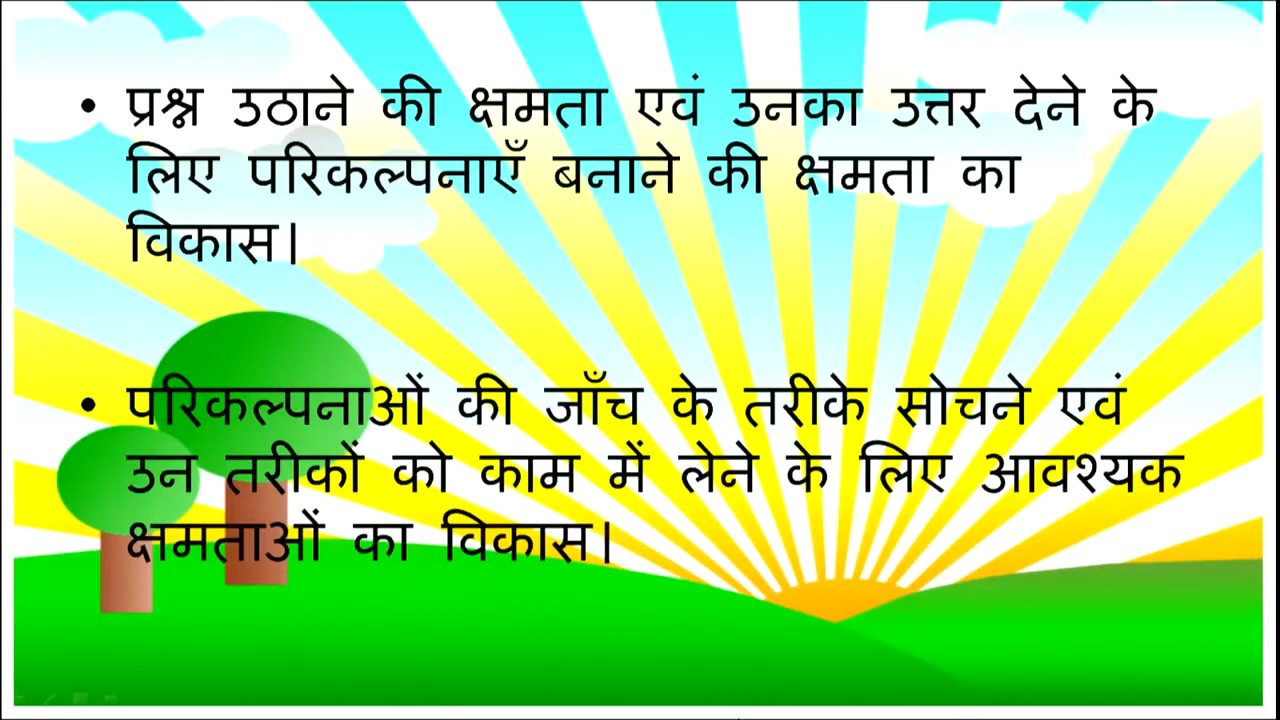 • प्रश्न उठाने की क्षमता एवं उनका उत्तर देने के
लिए परिकल्पनाएँ बनाने की क्षमता का
विकास।
• परिकल्पनाओं की जाँच के तरीके सोचने एवं
उन तरीकों को काम में लेने के लिए आवश्यक
क्षमताओं का विकास।